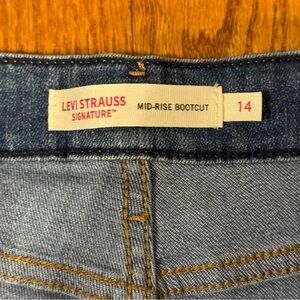 LEVI STRAUSS
SIGNATURE™
MID-RISE BOOTCUT
14